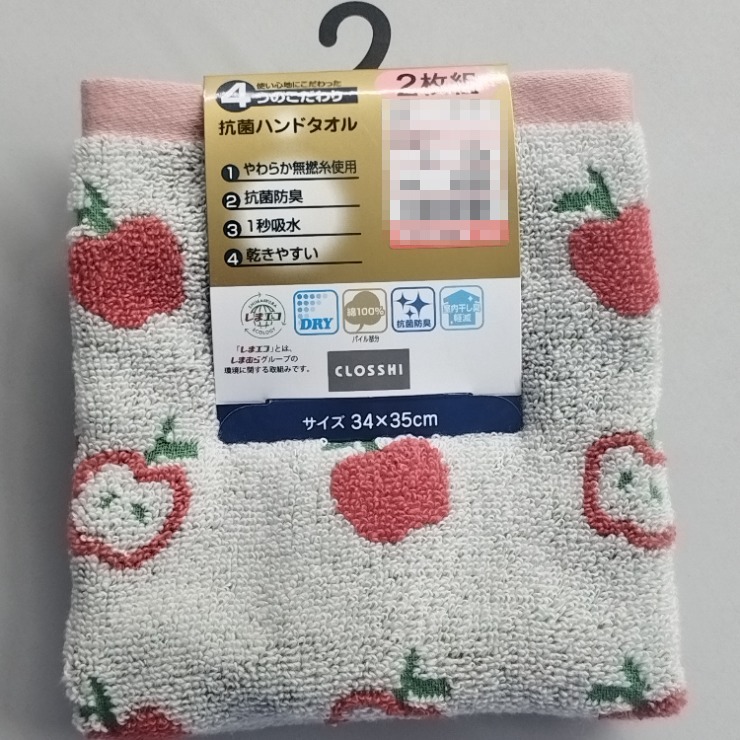 使い心地にこだわった
4つのこだわり
2枚組
抗菌ハンドタオル
1 やわらか無撚糸使用
2 抗菌防臭
3 1秒吸水
4 乾きやすい
しまエコ
ECOLOGY
DRY
綿100%
パイル部分
抗菌防臭
室内干し臭
軽減
「しまエコ」とは、
しまむらグループの
環境に関する取組みです。
CLOSSHI
サイズ 34×35cm